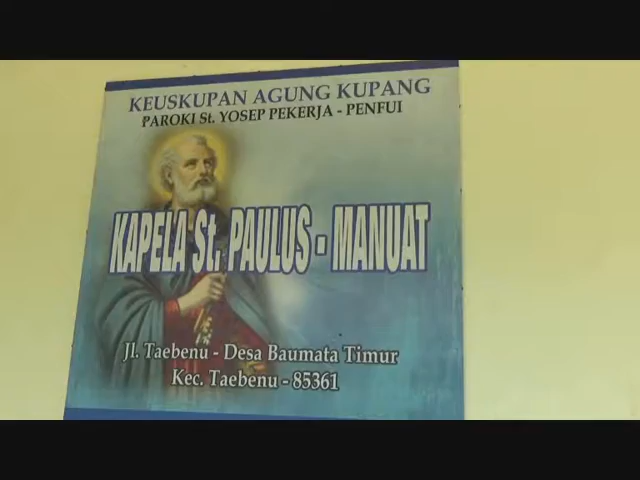 KEUSKUPAN AGUNG KUPANG
PAROKI St. YOSEP PEKERJA - PENFUI
KAPELA St. PAULUS - MANUAT
Jl. Taebenu - Desa Baumata Timur
Kec. Taebenu - 85361